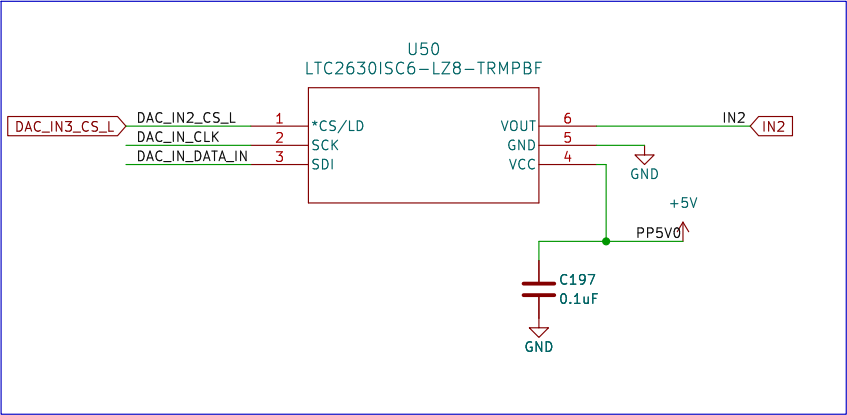 U50
LTC2630ISC6-LZ8-TRMPBF
DAC_IN3_CS_L
DAC_IN2_CS_L
1
*CS/LD
VOUT
6
IN2
IN2
DAC_IN_CLK
2
SCK
GND
5
DAC_IN_DATA_IN
3
SDI
VCC
4
GND
+5V
PP5V0
C197
0.1uF
GND